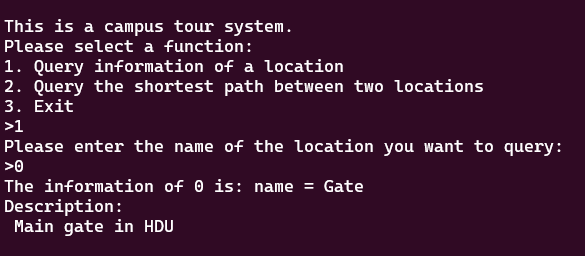 This is a campus tour system.
Please select a function:
1. Query information of a location
2. Query the shortest path between two locations
3. Exit
>1
Please enter the name of the location you want to query:
>0
The information of 0 is: name = Gate
Description:
 Main gate in HDU